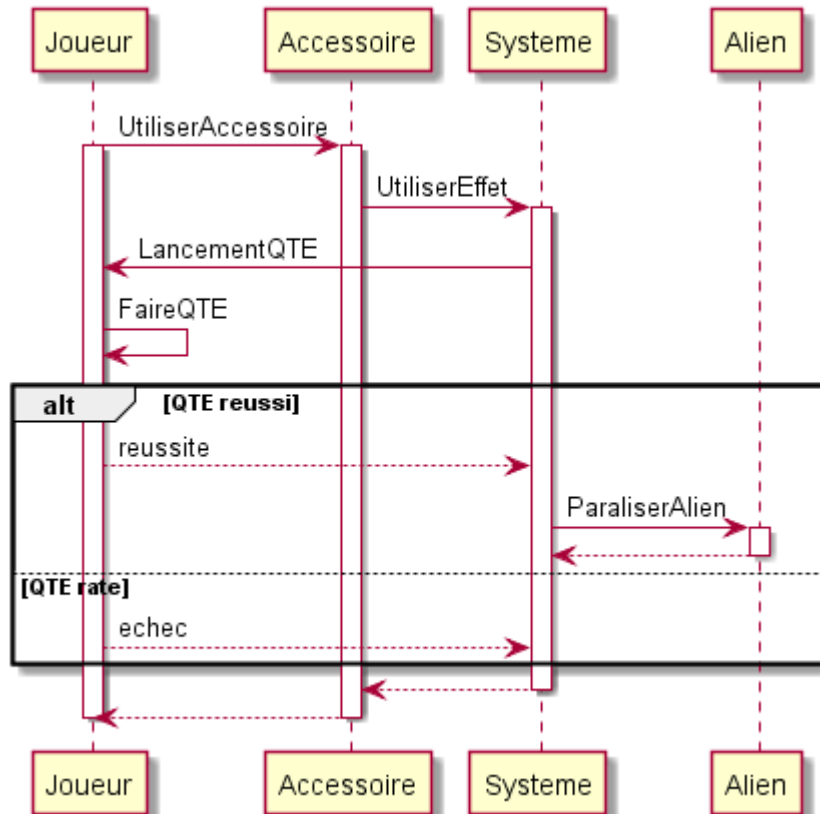 Joueur Accessoire Systeme Alien
UtiliserAccessoire
UtiliserEffet
LancementQTE
FaireQTE
alt [QTE reussi]
reussite
ParaliserAlien
[QTE rate]
echec
Joueur Accessoire Systeme Alien